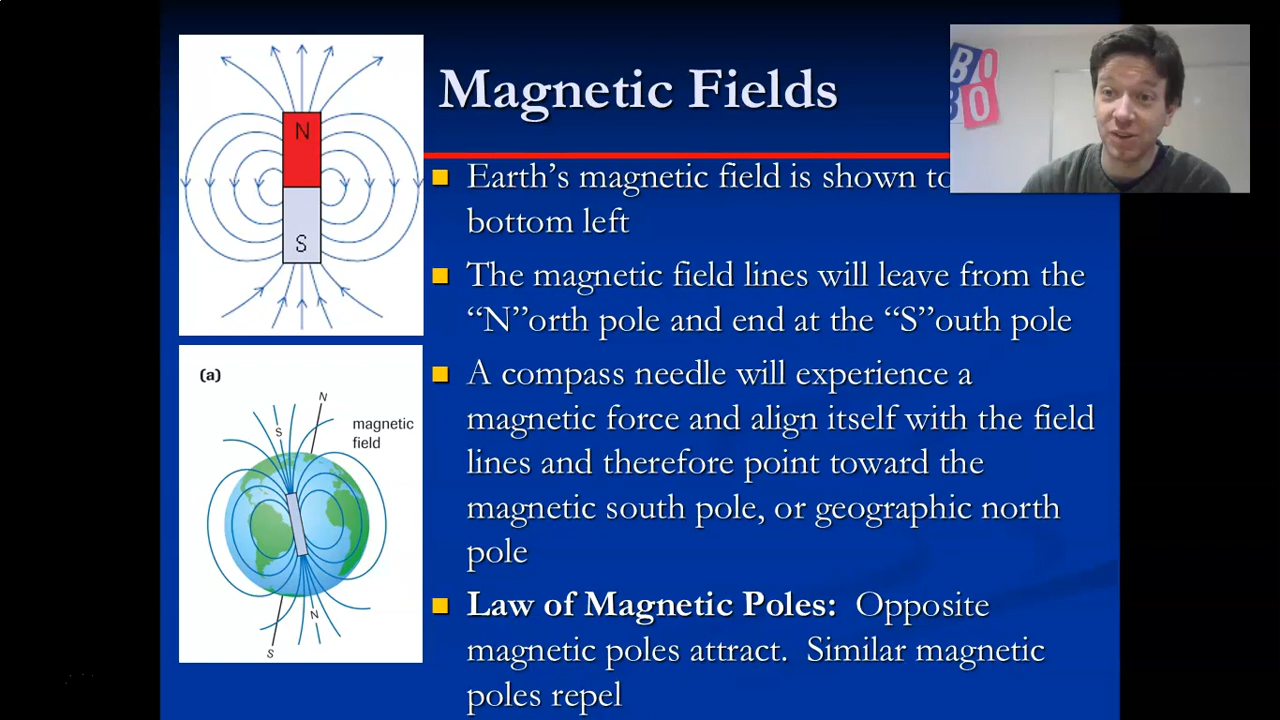 Magnetic Fields
Earth's magnetic field is shown to
bottom left
The magnetic field lines will leave from the
“N”orth pole and end at the “S”outh pole
A compass needle will experience a
magnetic force and align itself with the field
lines and therefore point toward the
magnetic south pole, or geographic north
pole
Law of Magnetic Poles: Opposite
magnetic poles attract. Similar magnetic
poles repel
N
S
(a)
N
S
magnetic
field
N
S
BO
BO